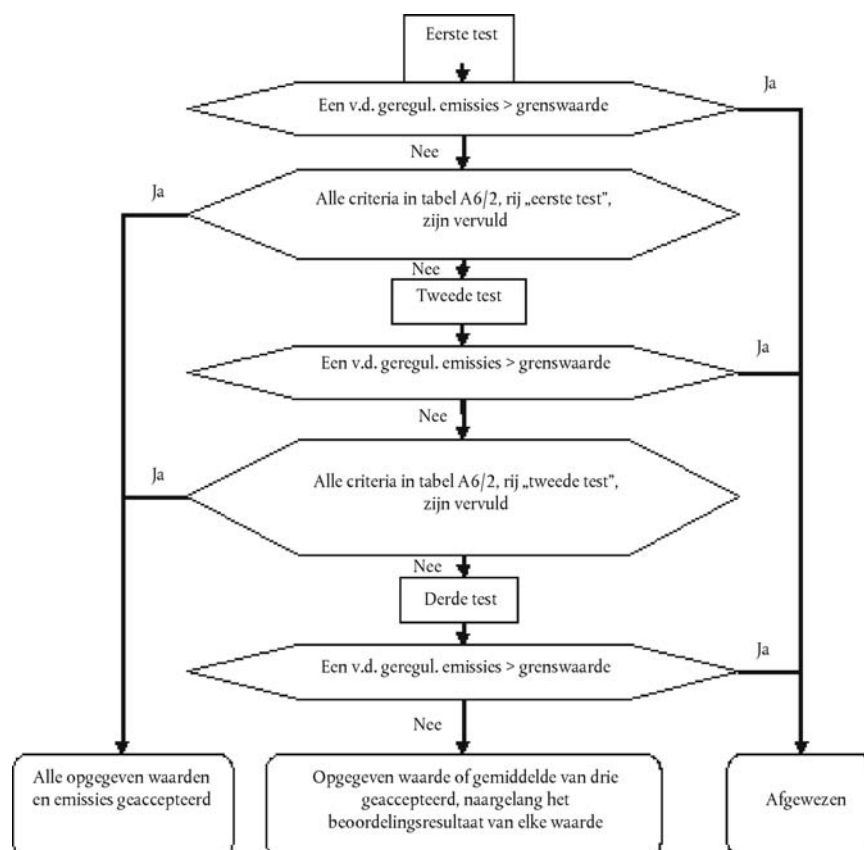 Eerste test
Ja
Een v.d. geregul. emissies > grenswaarde
Nee
Ja
Alle criteria in tabel A6/2, rij „eerste test”,
zijn vervuld
Nee
Tweede test
Ja
Een v.d. geregul. emissies > grenswaarde
Nee
Ja
Alle criteria in tabel A6/2, rij „tweede test”,
zijn vervuld
Nee
Derde test
Ja
Een v.d. geregul. emissies > grenswaarde
Nee
Alle opgegeven waarden
en emissies geaccepteerd
Opgegeven waarde of gemiddelde van drie
geaccepteerd, naargelang het
beoordelingsresultaat van elke waarde
Afgewezen